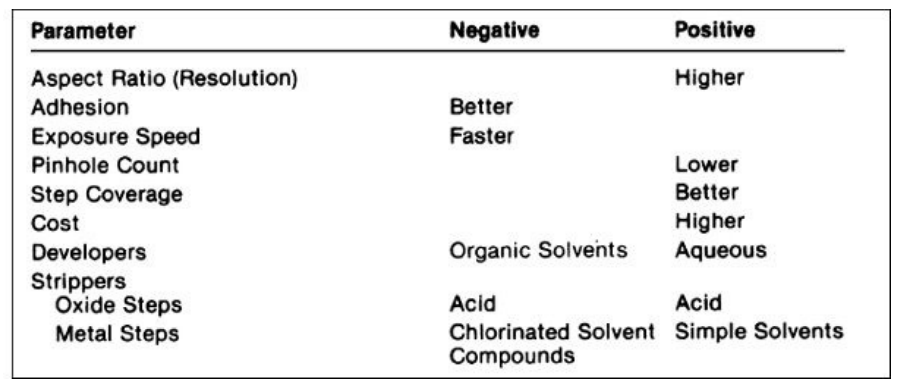 Parameter Negative Positive
Aspect Ratio (Resolution) Higher
Adhesion Better
Exposure Speed Faster
Pinhole Count Lower
Step Coverage Better
Cost Higher
Developers Organic Solvents Aqueous
Strippers
Oxide Steps Acid Acid
Metal Steps Chlorinated Solvent Simple Solvents
Compounds